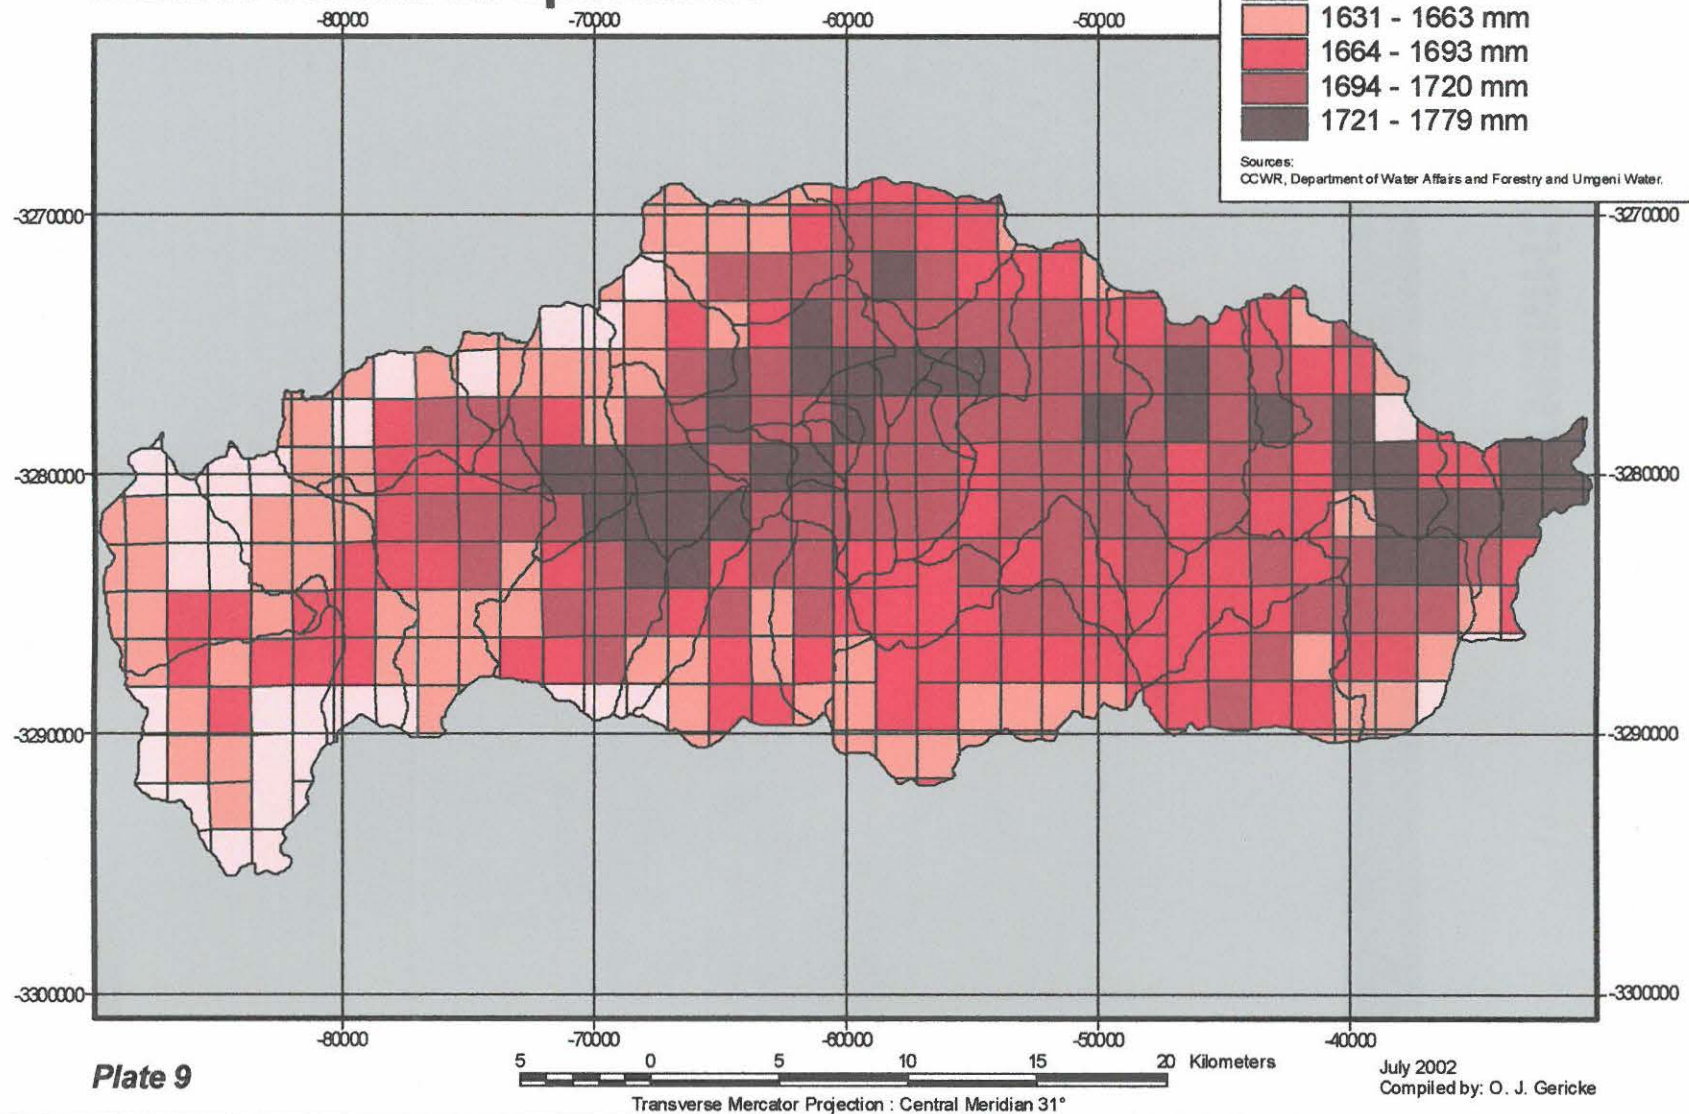 -80000 -70000 -60000 -50000
1631 - 1663 mm
1664 - 1693 mm
1694 - 1720 mm
1721 - 1779 mm
Sources:
CCWR, Department of Water Affairs and Forestry and Umgeni Water.
-3270000 -3270000
-3280000 -3280000
-3290000 -3290000
-3300000 -3300000
-80000 -70000 -60000 -50000 -40000
Plate 9
5 0 5 10 15 20 Kilometers
Transverse Mercator Projection : Central Meridian 31°
July 2002
Compiled by: O. J. Gericke